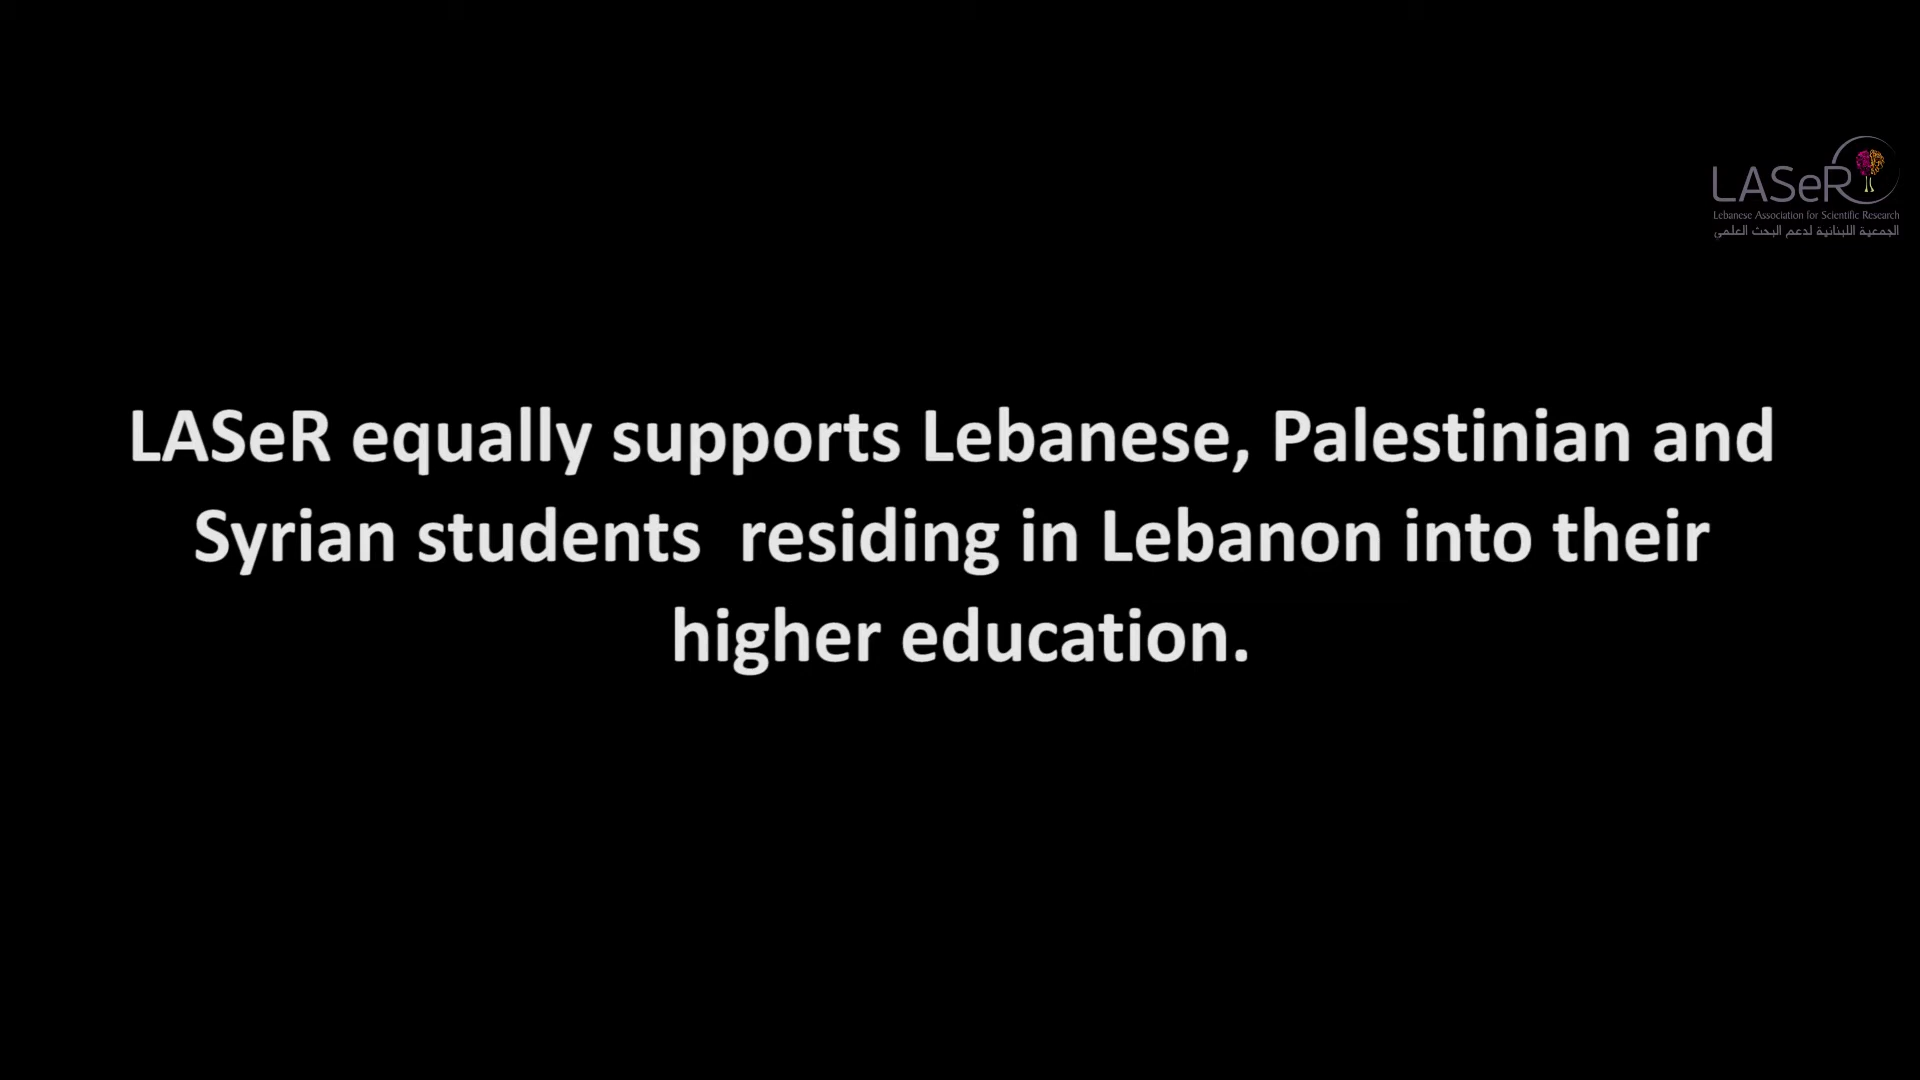 LASeR
Lebanese Association for Scientific Research
الجمعية اللبنانية لدعم البحث العلمي
LASeR equally supports Lebanese, Palestinian and
Syrian students  residing in Lebanon into their
higher education.